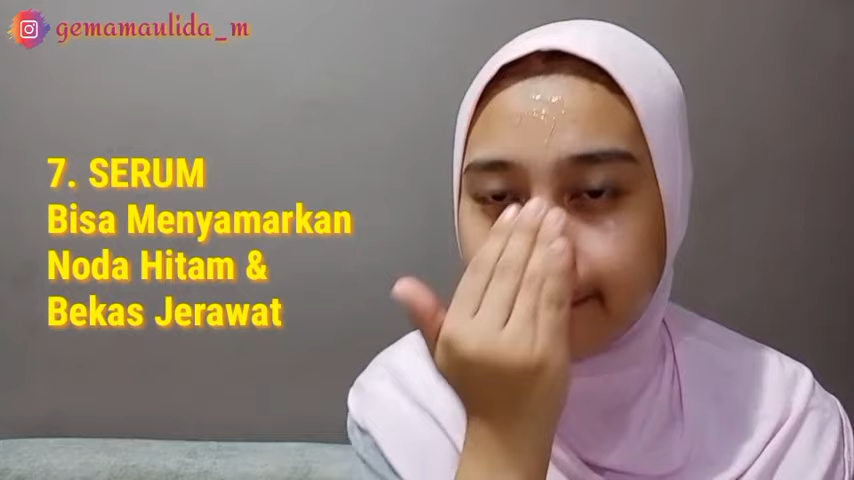 gemamaulida_m
7. SERUM
Bisa Menyamarkan
Noda Hitam &
Bekas Jerawat